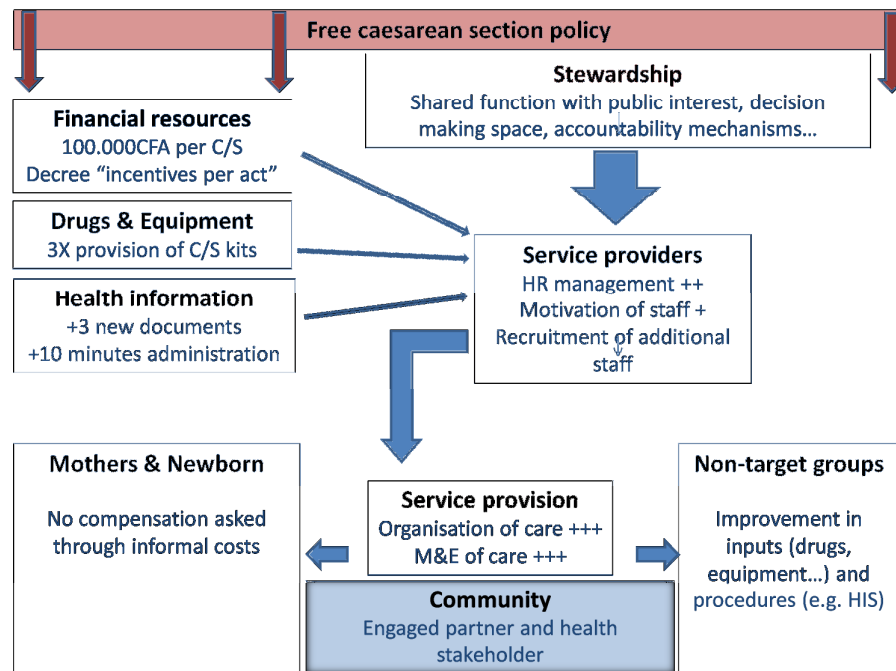 Free caesarean section policy
Stewardship
Shared function with public interest, decision
making space, accountability mechanisms...
Financial resources
100.000CFA per C/S
Decree “incentives per act”
Drugs & Equipment
3X provision of C/S kits
Health information
+3 new documents
+10 minutes administration
Service providers
HR management ++
Motivation of staff +
Recruitment of additional
staff
Mothers & Newborn
No compensation asked
through informal costs
Service provision
Organisation of care +++
M&E of care +++
Community
Engaged partner and health
stakeholder
Non-target groups
Improvement in
inputs (drugs,
equipment...) and
procedures (e.g. HIS)